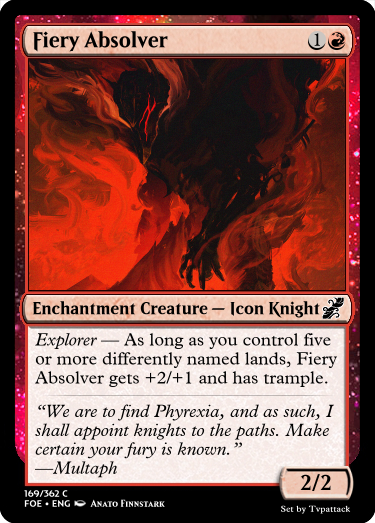 Fiery Absolver 1
Enchantment Creature — Icon Knight
Explorer — As long as you control five
or more differently named lands, Fiery
Absolver gets +2/+1 and has trample.
“We are to find Phyrexia, and as such, I
shall appoint knights to the paths. Make
certain your fury is known.”
—Multaph
2/2
169/362 C
FOE • ENG Anato Finnstark
Set by Tvpattack